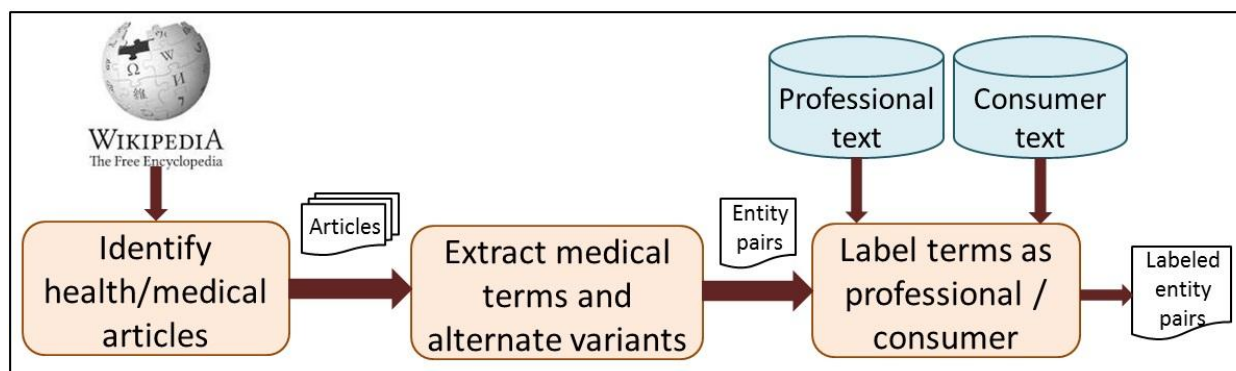 WIKIPEDIA
The Free Encyclopedia
Identify
health/medical
articles
Articles
Extract medical
terms and
alternate variants
Entity
pairs
Professional
text
Consumer
text
Label terms as
professional /
consumer
Labeled
entity
pairs